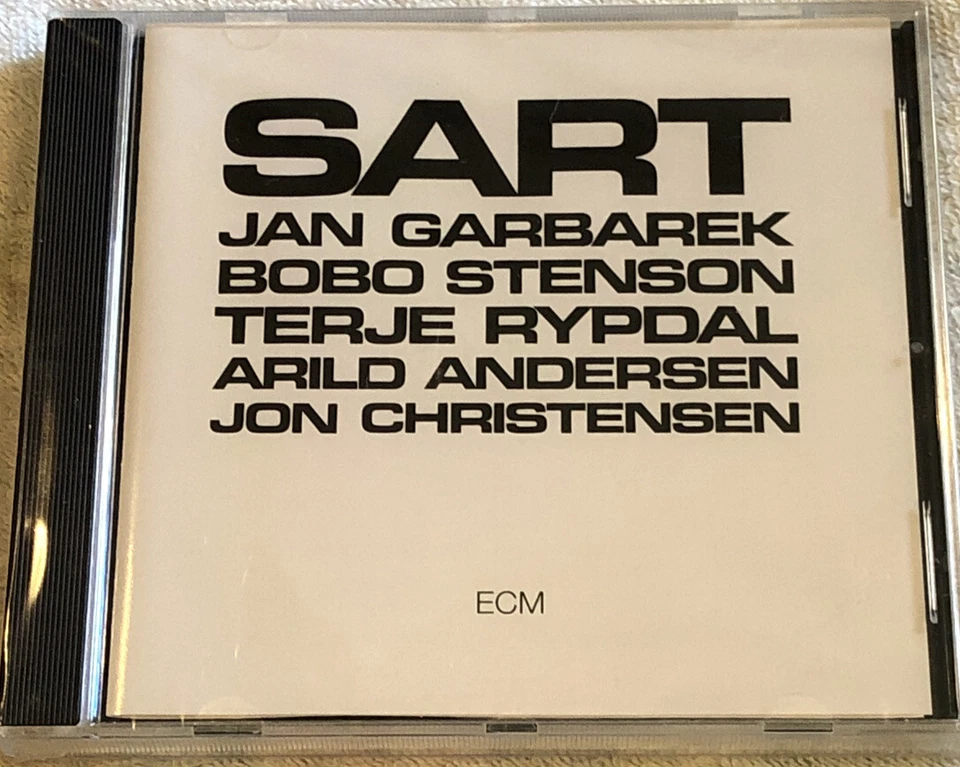 SART
JAN GARBAREK
BOBO STENSON
TERJE RYPDAL
ARILD ANDERSEN
JON CHRISTENSEN
ECM